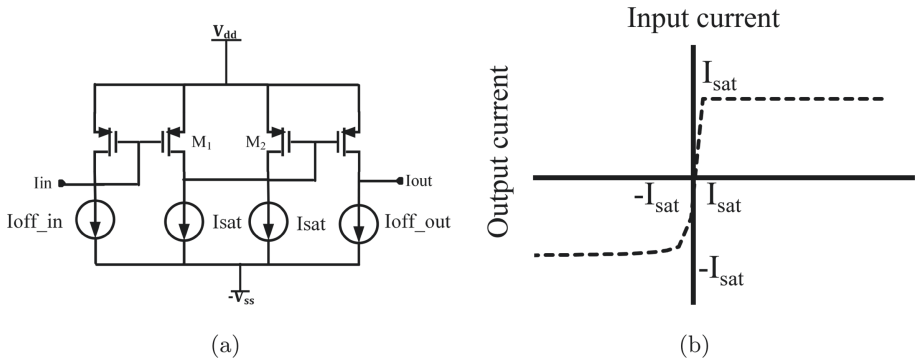 Vdd
M1
M2
Iin
Iout
Ioff_in
Isat
Isat
Ioff_out
-Vss
(a)
Input current
Output current
Isat
-Isat
Isat
-Isat
(b)